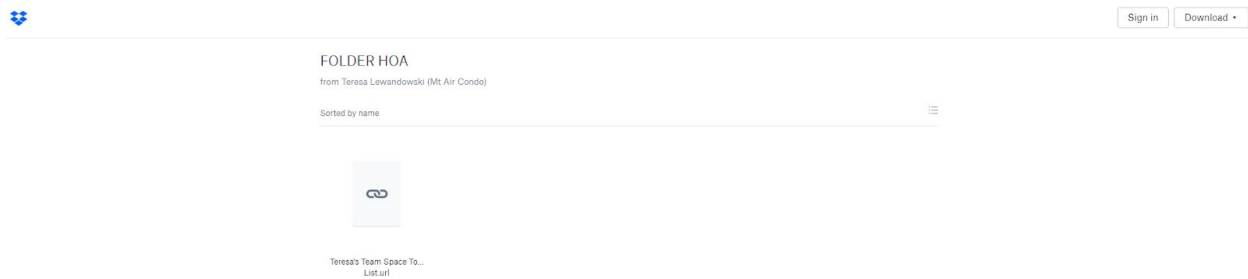 Sign in
Download
FOLDER HOA
from Teresa Lewandowski (Mt Air Condo)
Sorted by name
Teresa's Team Space To...
List.url